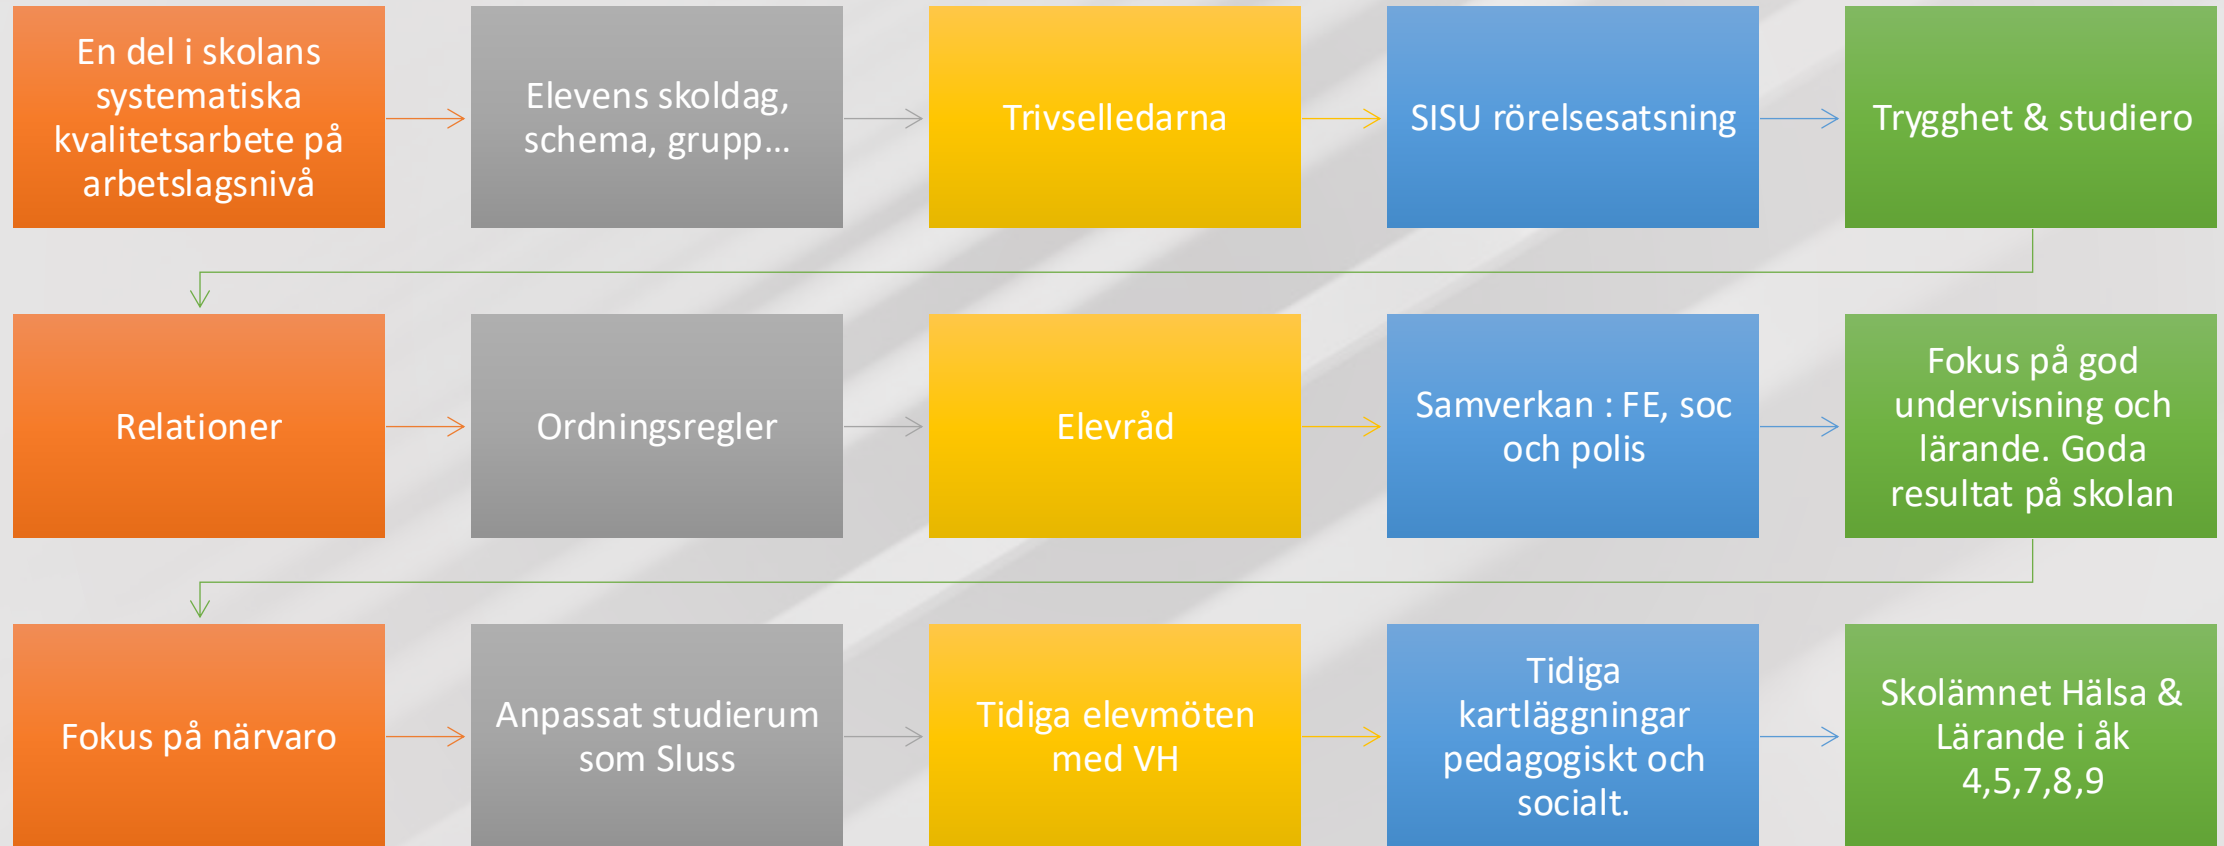 En del i skolans
systematiska
kvalitetsarbete på
arbetslagsnivå
Elevens skoldag,
schema, grupp...
Trivselledarna
SISU rörelsesatsning
Trygghet & studiero
Relationer
Ordningsregler
Elevråd
Samverkan : FE, soc
och polis
Fokus på god
undervisning och
lärande. Goda
resultat på skolan
Fokus på närvaro
Anpassat studierum
som Sluss
Tidiga elevmöten
med VH
Tidiga
kartläggningar
pedagogiskt och
socialt.
Skolämnet Hälsa &
Lärande i åk
4,5,7,8,9